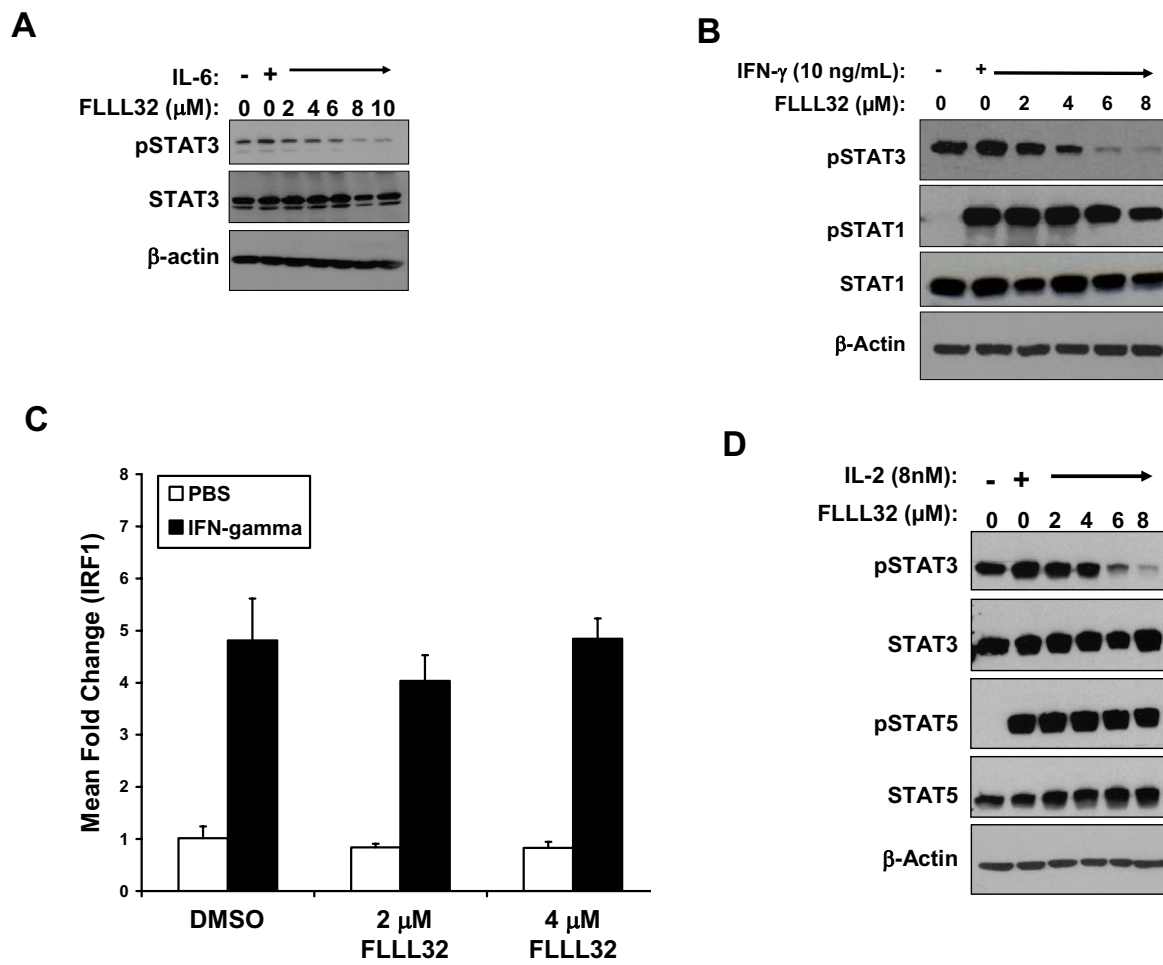 A
IL-6: - +
FLLL32 (μM): 0 0 2 4 6 8 10
pSTAT3
STAT3
β-actin
B
IFN-γ (10 ng/mL): - +
FLLL32 (μM): 0 0 2 4 6 8
pSTAT3
pSTAT1
STAT1
β-Actin
C
Mean Fold Change (IRF1)
8
7
6
5
4
3
2
1
0
PBS
IFN-gamma
DMSO
2 μM
FLLL32
4 μM
FLLL32
D
IL-2 (8nM): - +
FLLL32 (μM): 0 0 2 4 6 8
pSTAT3
STAT3
pSTAT5
STAT5
β-Actin